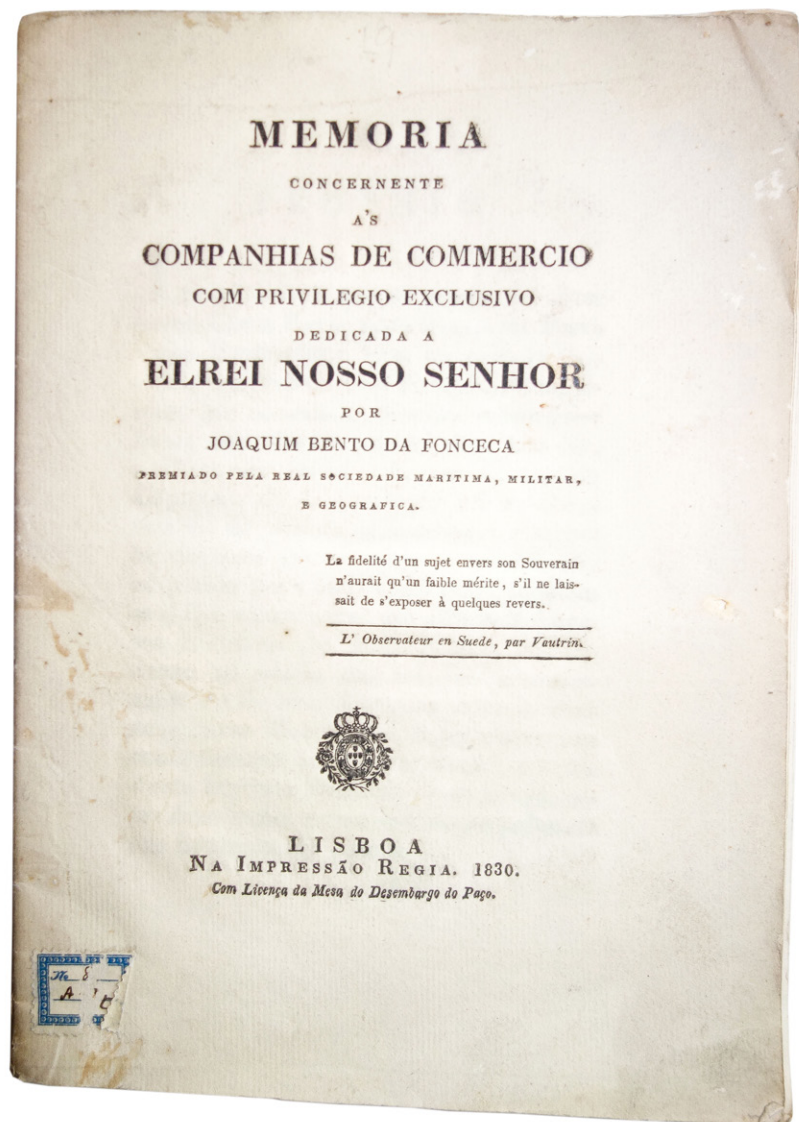 MEMORIA
CONCERNENTE
A'S
COMPANHIAS DE COMMERCIO
COM PRIVILEGIO EXCLUSIVO
DEDICADA A
ELREI NOSSO SENHOR
POR
JOAQUIM BENTO DA FONCECA
PREMIADO PELA REAL SOCIEDADE MARITIMA, MILITAR,
E GEOGRAFICA.
La fidelité d'un sujet envers son Souverain
n'aurait qu'un faible mérite, s'il ne lais-
sait de s'exposer à quelques revers.
L' Observateur en Suede, par Vautrin.
LISBOA
NA IMPRESSÃO REGIA. 1830.
Com Licença da Mesa do Desembargo do Paço.
No 8
A